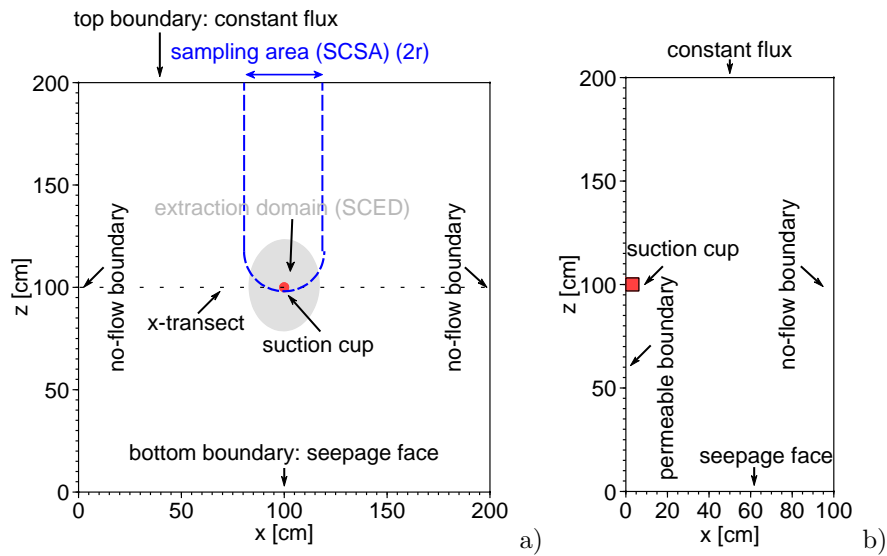 top boundary: constant flux
sampling area (SCSA) (2r)
200
150
100
50
0
z [cm]
no-flow boundary
extraction domain (SCED)
x-transect
suction cup
no-flow boundary
bottom boundary: seepage face
0
50
100
150
200
x [cm]
a)
constant flux
200
150
100
50
0
z [cm]
suction cup
permeable boundary
no-flow boundary
seepage face
0
20
40
60
80
100
x [cm]
b)